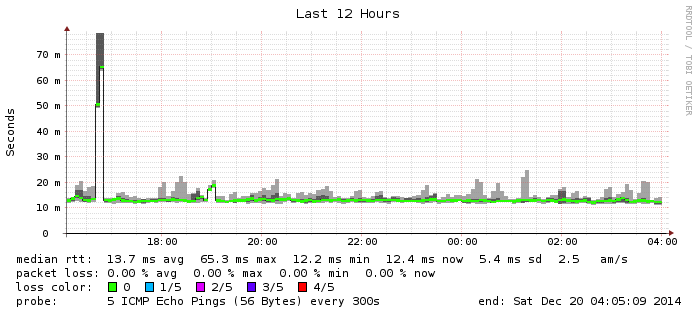 Last 12 Hours
RRDTOOL / TOBI OETIKER
Seconds
70 m
60 m
50 m
40 m
30 m
20 m
10 m
0
18:00 20:00 22:00 00:00 02:00 04:00
median rtt: 13.7 ms avg 65.3 ms max 12.2 ms min 12.4 ms now 5.4 ms sd 2.5 am/s
packet loss: 0.00 % avg 0.00 % max 0.00 % min 0.00 % now
loss color: 0 1/5 2/5 3/5 4/5
probe: 5 ICMP Echo Pings (56 Bytes) every 300s end: Sat Dec 20 04:05:09 2014